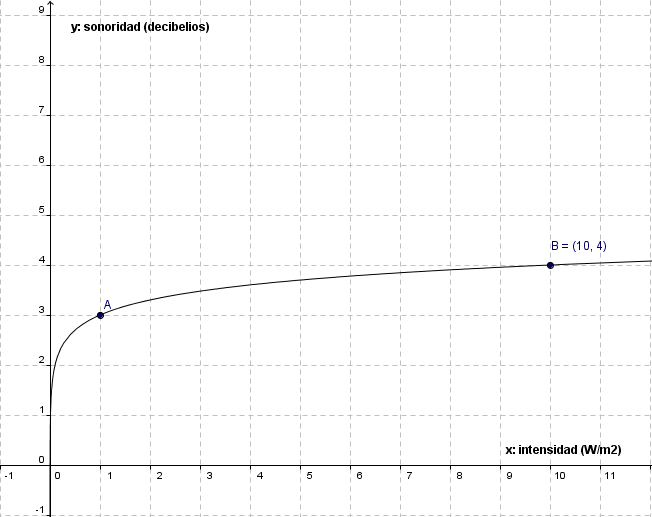 9
y: sonoridad (decibelios)
8
7
6
5
B = (10, 4)
4
A
3
2
1
x: intensidad (W/m2)
0
-1 0 1 2 3 4 5 6 7 8 9 10 11
-1